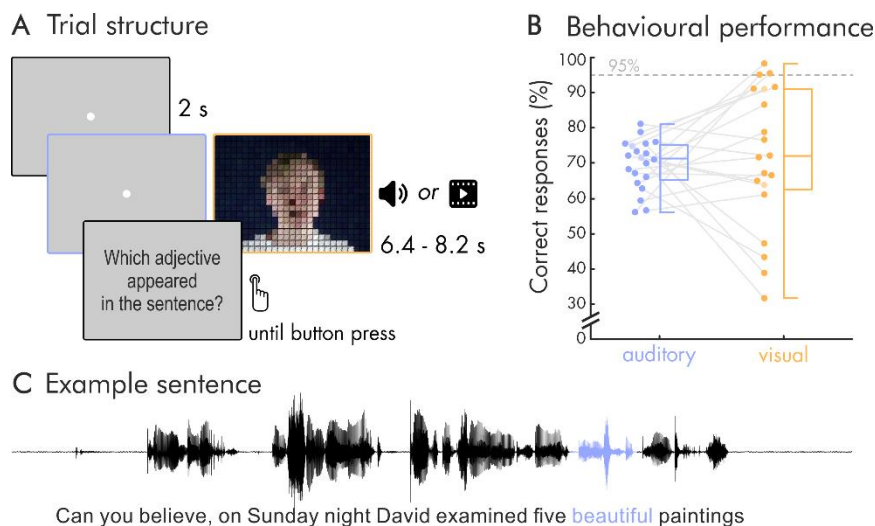 A Trial structure
2 s
or
6.4 - 8.2 s
Which adjective
appeared
in the sentence?
until button press
B Behavioural performance
Correct responses (%)
100
95%
90
80
70
60
50
40
30
0
auditory
visual
C Example sentence
Can you believe, on Sunday night David examined five beautiful paintings